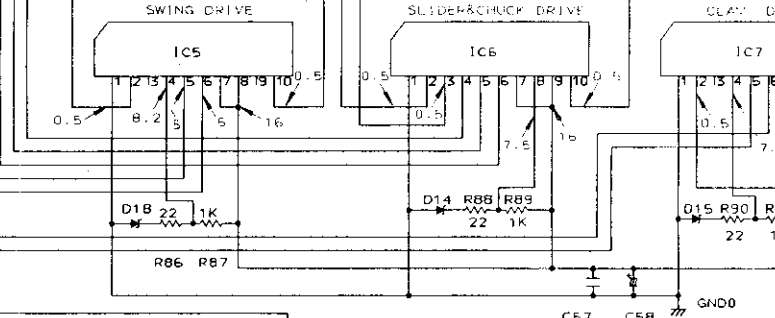 SWING DRIVE SLIDER&CHUCK DRIVE
IC5 IC6 IC7
1 2 3 4 5 6 7 8 9 10 1 2 3 4 5 6 7 8 9 10 1 2 3 4 5
0.5 0.5 0.5
0.5 8.2 5 6 16 0.5 16 0.5
7.5 7.
D18 22 1K D14 R88 R89 D15 R90
22 1K 22
R86 R87
GND0
C57 C58